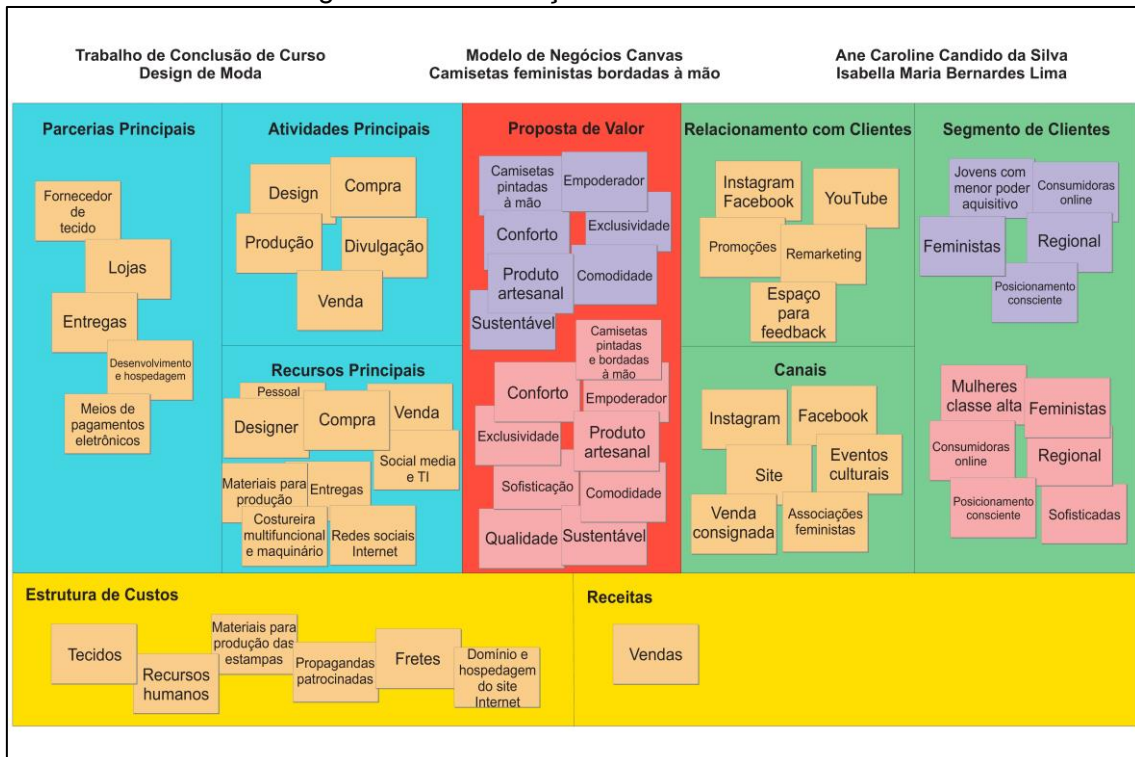 Trabalho de Conclusão de Curso
Design de Moda
Modelo de Negócios Canvas
Camisetas feministas bordadas à mão
Ane Caroline Candido da Silva
Isabella Maria Bernardes Lima
Parcerias Principais
Fornecedor
de
tecido
Lojas
Entregas
Desenvolvimento
e hospedagem
Meios de
pagamentos
eletrônicos
Atividades Principais
Design
Compra
Produção
Divulgação
Venda
Recursos Principais
Pessoal
Designer
Compra
Venda
Social media
e TI
Materiais para
produção
Entregas
Costureira
multifuncional
e maquinário
Redes sociais
Internet
Proposta de Valor
Camisetas
pintadas
à mão
Empoderador
Exclusividade
Conforto
Produto
artesanal
Comodidade
Sustentável
Camisetas
pintadas
e bordadas
à mão
Conforto
Empoderador
Exclusividade
Produto
artesanal
Sofisticação
Comodidade
Qualidade
Sustentável
Relacionamento com Clientes
Instagram
Facebook
YouTube
Promoções
Remarketing
Espaço
para
feedback
Canais
Instagram
Facebook
Site
Eventos
culturais
Venda
consignada
Associações
feministas
Segmento de Clientes
Jovens com
menor poder
aquisitivo
Consumidoras
online
Feministas
Regional
Posicionamento
consciente
Mulheres
classe alta
Feministas
Consumidoras
online
Regional
Posicionamento
consciente
Sofisticadas
Estrutura de Custos
Tecidos
Recursos
humanos
Materiais para
produção das
estampas
Propagandas
patrocinadas
Fretes
Domínio e
hospedagem
do site
Internet
Receitas
Vendas